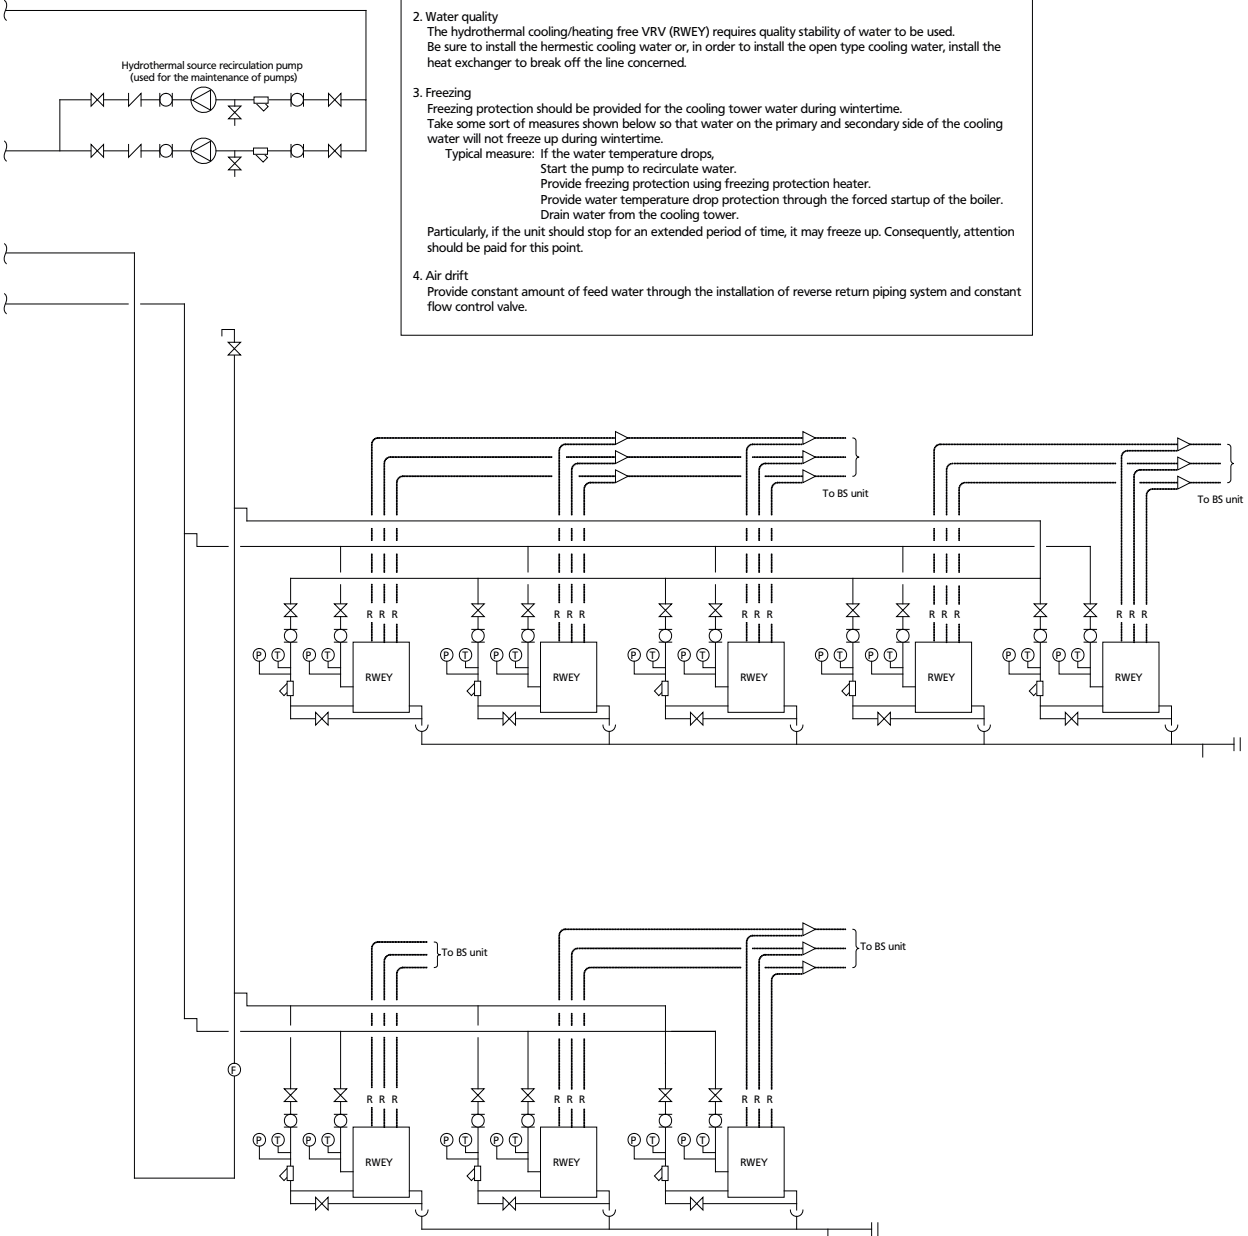 2. Water quality
The hydrothermal cooling/heating free VRV (RWEY) requires quality stability of water to be used.
Be sure to install the hermestic cooling water or, in order to install the open type cooling water, install the
heat exchanger to break off the line concerned.
3. Freezing
Freezing protection should be provided for the cooling tower water during wintertime.
Take some sort of measures shown below so that water on the primary and secondary side of the cooling
water will not freeze up during wintertime.
Typical measure: If the water temperature drops,
Start the pump to recirculate water.
Provide freezing protection using freezing protection heater.
Provide water temperature drop protection through the forced startup of the boiler.
Drain water from the cooling tower.
Particularly, if the unit should stop for an extended period of time, it may freeze up. Consequently, attention
should be paid for this point.
4. Air drift
Provide constant amount of feed water through the installation of reverse return piping system and constant
flow control valve.
Hydrothermal source recirculation pump
(used for the maintenance of pumps)
To BS unit
To BS unit
R R R R R R R R R R R R R R R
P T P T P T P T P T P T P T P T P T P T
RWEY RWEY RWEY RWEY RWEY
To BS unit
To BS unit
F
R R R R R R R R R
P T P T P T P T P T P T
RWEY RWEY RWEY